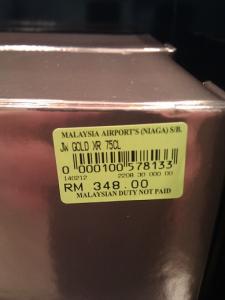 MALAYSIA AIRPORT'S (NIAGA) S/B.
JW GOLD XR 75CL
0 000100 578133
140212 2208 30 000 00
RM 348.00
MALAYSIAN DUTY NOT PAID